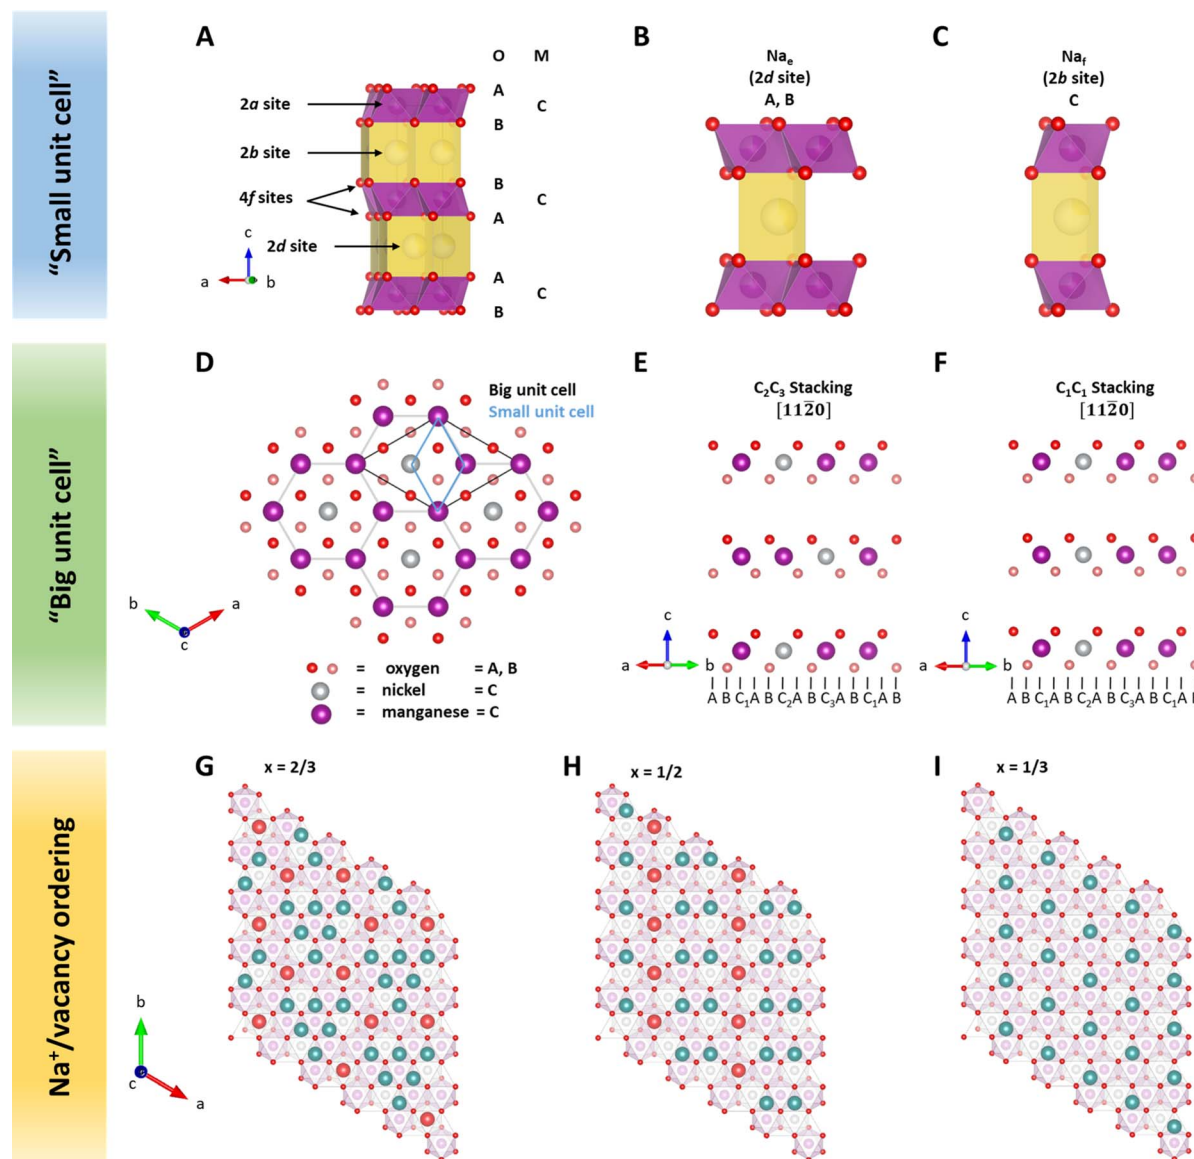 “Small unit cell”
A
O M
2a site
A
C
B
2b site
B
4f sites
C
A
2d site
A
C
B
c
a
b
B
Naₑ
(2d site)
A, B
C
Na_f
(2b site)
C
“Big unit cell”
D
Big unit cell
Small unit cell
b
a
c
= oxygen = A, B
= nickel = C
= manganese = C
E
C₂C₃ Stacking
[112̄0]
c
a
b
A B C₁A B C₂A B C₃A B C₁A B
F
C₁C₁ Stacking
[112̄0]
c
a
b
A B C₁A B C₂A B C₃A B C₁A
Na⁺/vacancy ordering
b
c
a
G
x = 2/3
H
x = 1/2
I
x = 1/3